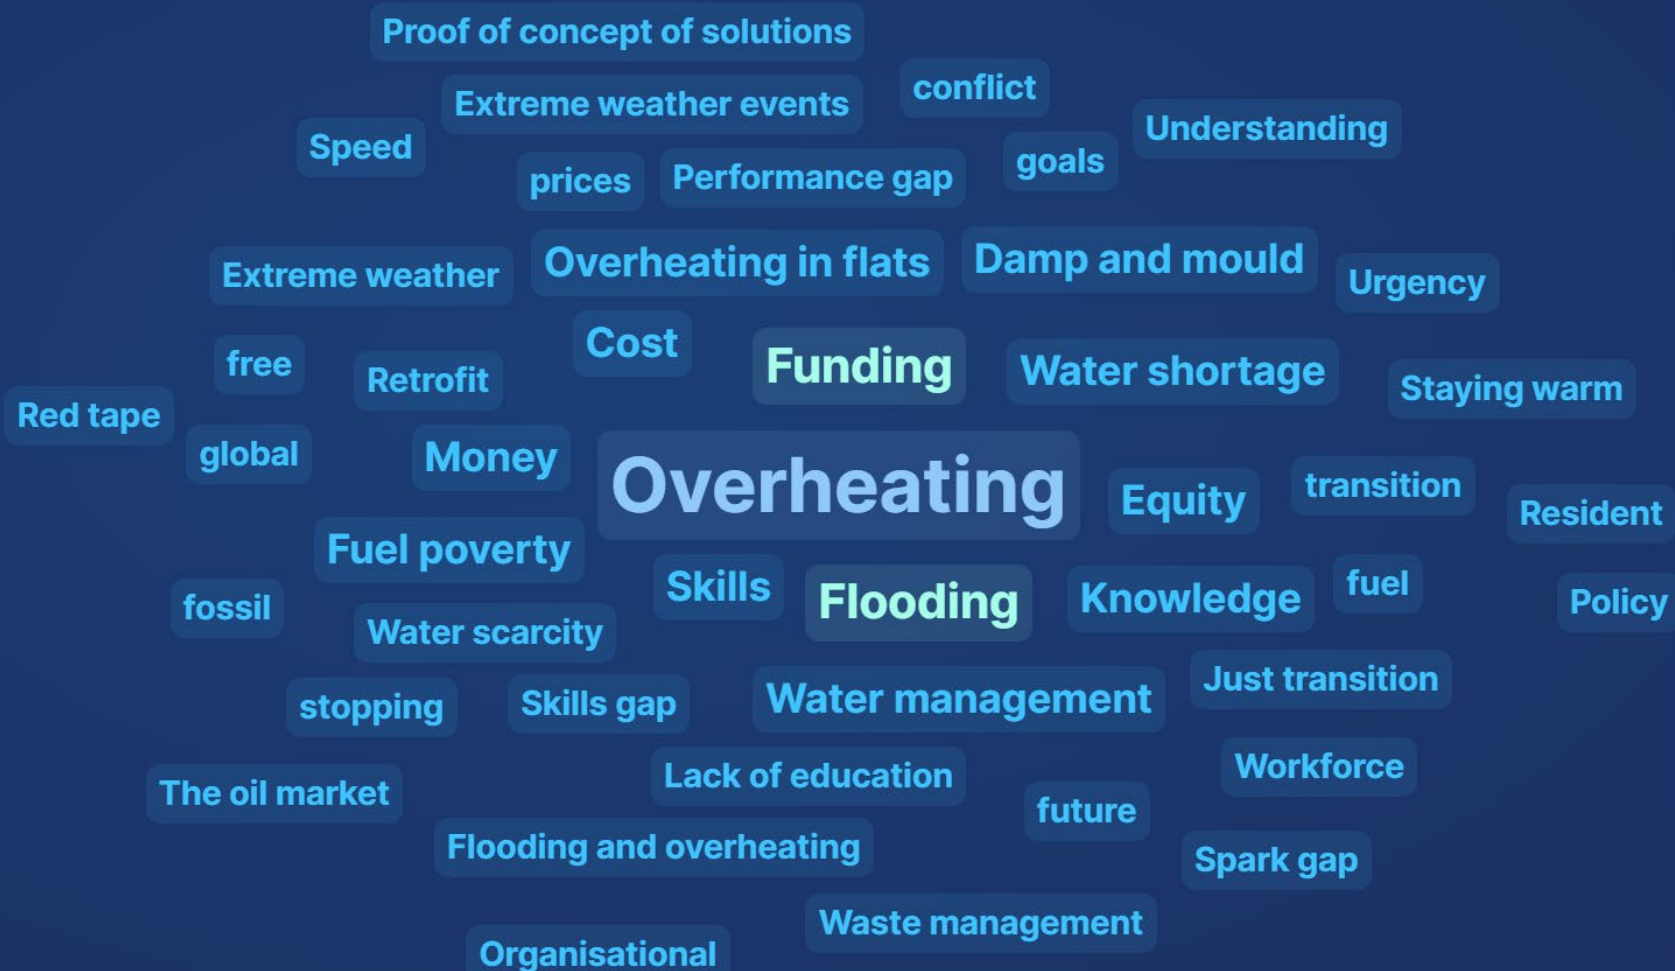 Proof of concept of solutions
Extreme weather events
conflict
Understanding
Speed
prices
Performance gap
goals
Extreme weather
Overheating in flats
Damp and mould
Urgency
free
Retrofit
Cost
Funding
Water shortage
Staying warm
Red tape
global
Money
Overheating
Equity
transition
Resident
Fuel poverty
Skills
Flooding
Knowledge
fuel
Policy
fossil
Water scarcity
stopping
Skills gap
Water management
Just transition
The oil market
Lack of education
future
Workforce
Flooding and overheating
Spark gap
Waste management
Organisational